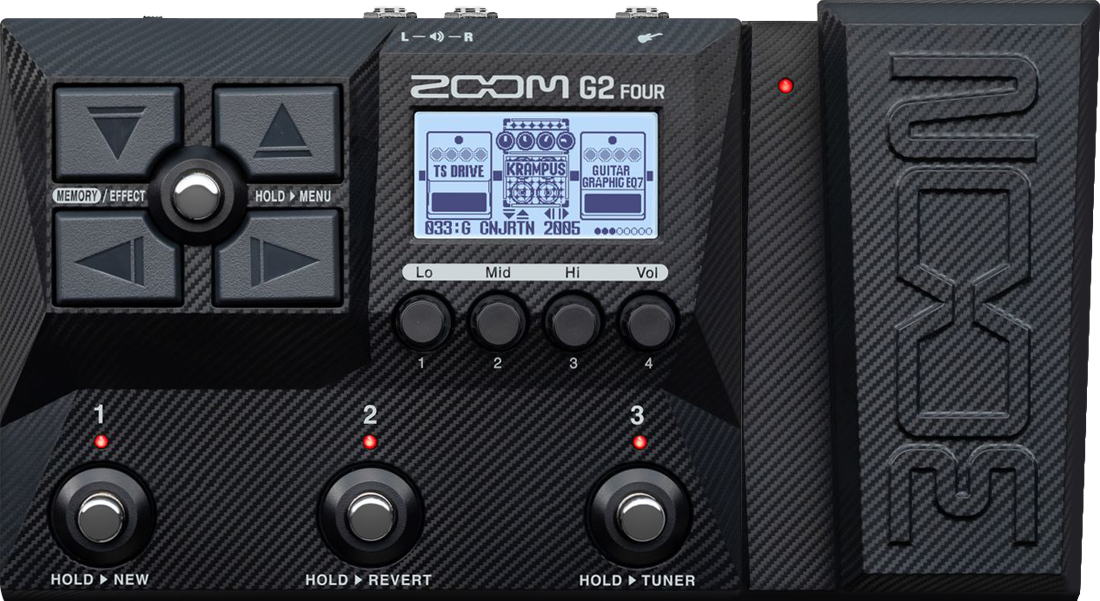 L R
ZOOM G2 FOUR
TS DRIVE
KRAMPUS
GUITAR
GRAPHIC EQ7
033:G CNJRTN 2005
MEMORY/EFFECT
HOLD ▶ MENU
Lo Mid Hi Vol
1 2 3 4
1 2 3
HOLD ▶ NEW
HOLD ▶ REVERT
HOLD ▶ TUNER
ZOOM